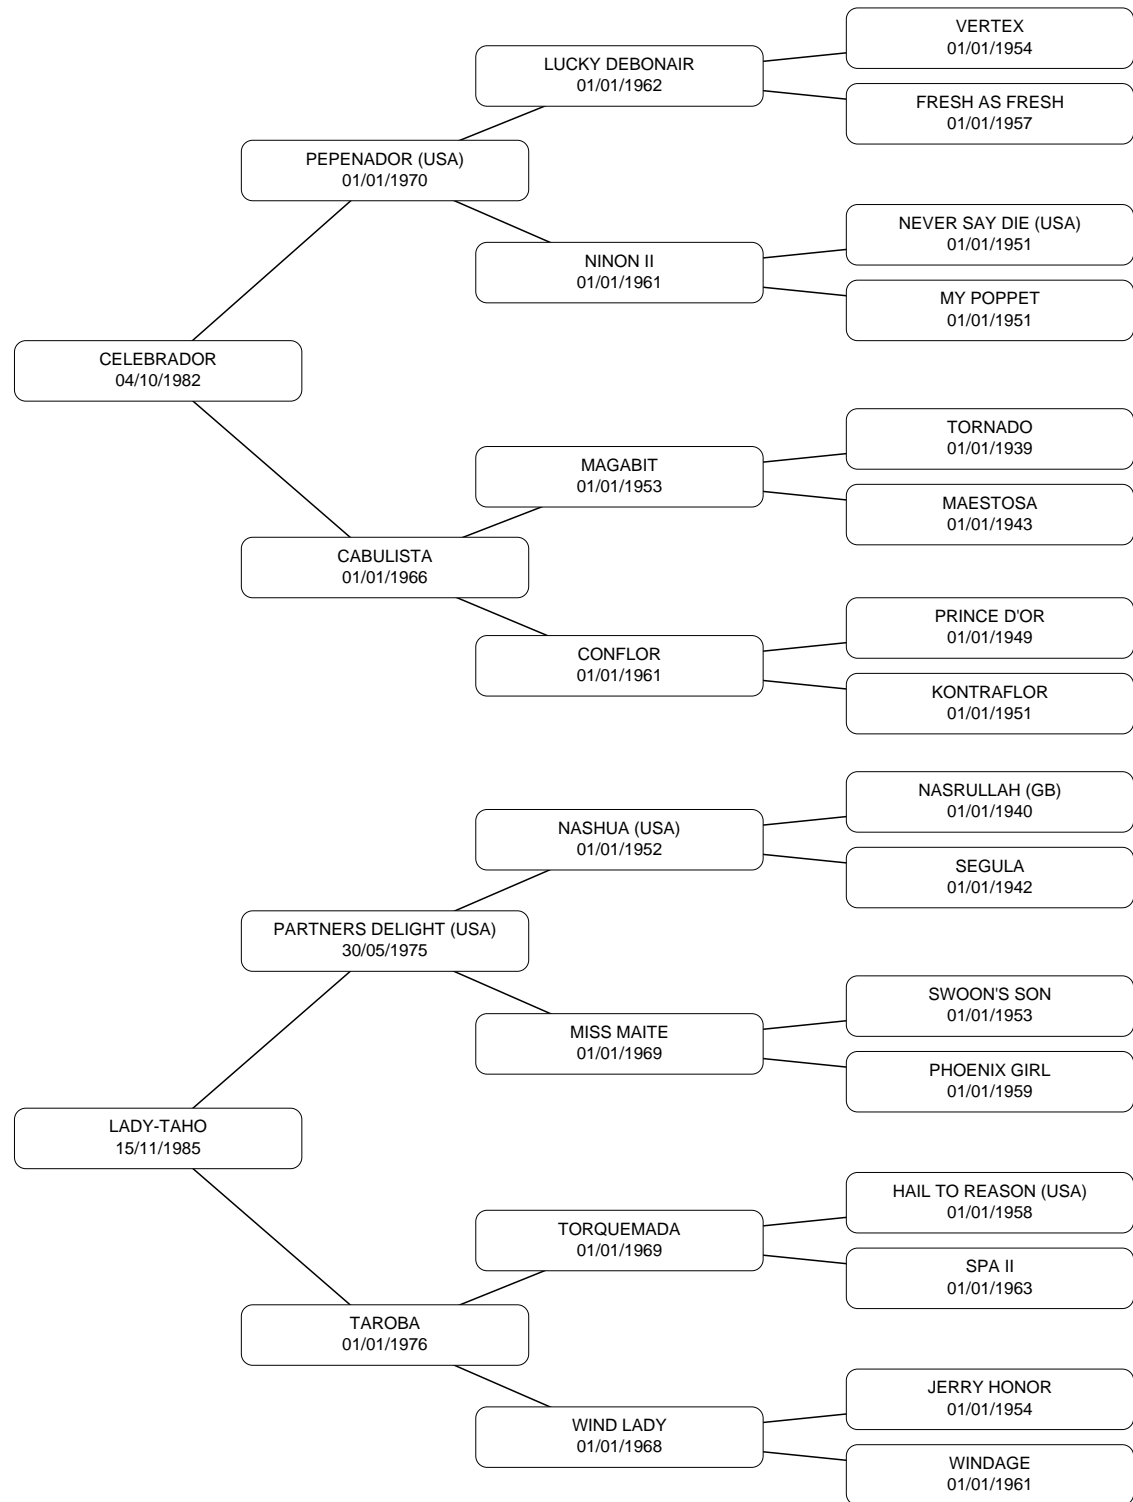 VERTEX
01/01/1954
LUCKY DEBONAIR
01/01/1962
FRESH AS FRESH
01/01/1957
PEPENADOR (USA)
01/01/1970
NEVER SAY DIE (USA)
01/01/1951
NINON II
01/01/1961
MY POPPET
01/01/1951
CELEBRADOR
04/10/1982
TORNADO
01/01/1939
MAGABIT
01/01/1953
MAESTOSA
01/01/1943
CABULISTA
01/01/1966
PRINCE D'OR
01/01/1949
CONFLOR
01/01/1961
KONTRAFLOR
01/01/1951
NASRULLAH (GB)
01/01/1940
NASHUA (USA)
01/01/1952
SEGULA
01/01/1942
PARTNERS DELIGHT (USA)
30/05/1975
SWOON'S SON
01/01/1953
MISS MAITE
01/01/1969
PHOENIX GIRL
01/01/1959
LADY-TAHO
15/11/1985
HAIL TO REASON (USA)
01/01/1958
TORQUEMADA
01/01/1969
SPA II
01/01/1963
TAROBA
01/01/1976
JERRY HONOR
01/01/1954
WIND LADY
01/01/1968
WINDAGE
01/01/1961